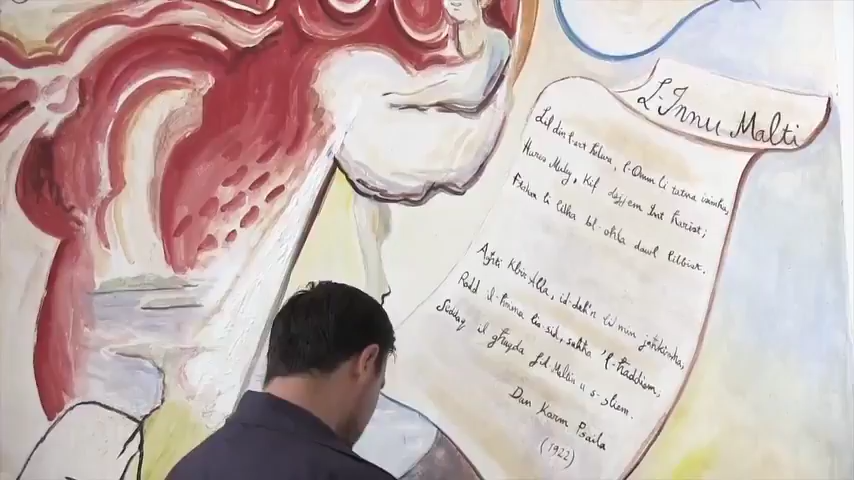 L-Innu Malti
Lil din l-art ħelwa, l-Omm li tatna isimha,
Ħares Mulej, kif dejjem Int ħarist;
Ftakar li lilha bl-oħla dawl libbist.
Agħti Kbir Alla, id-dehn lil min jaħkimha,
Rodd il-ħniena lis-sid, saħħa 'l-ħaddiem;
Seddaq il-għaqda fil-Maltin u s-sliem.
Dun Karm Psaila
(1922)